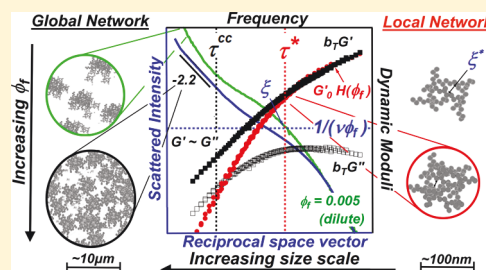 Global Network
Frequency
Local Network
Increasing ϕf
Scattered Intensity
Dynamic Moduli
τcc
τ*
-2.2
ξ
bTG'
G'0 H(ϕf)
ξ*
G' ~ G''
1/(νϕf)
bTG''
ϕf = 0.005
(dilute)
Reciprocal space vector
~10μm
Increasing size scale
~100nm